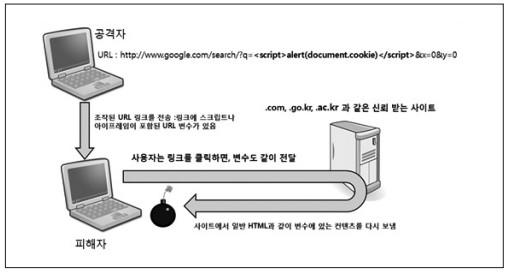 공격자
URL : http://www.google.com/search/?q=<script>alert(document.cookie)</script>&x=0&y=0
조작된 URL 링크를 전송 :링크에 스크립트나
아이프레임이 포함된 URL 변수가 있음
.com, .go.kr, .ac.kr 과 같은 신뢰 받는 사이트
사용자는 링크를 클릭하면, 변수도 같이 전달
사이트에서 일반 HTML과 같이 변수에 있는 컨텐츠를 다시 보냄
피해자